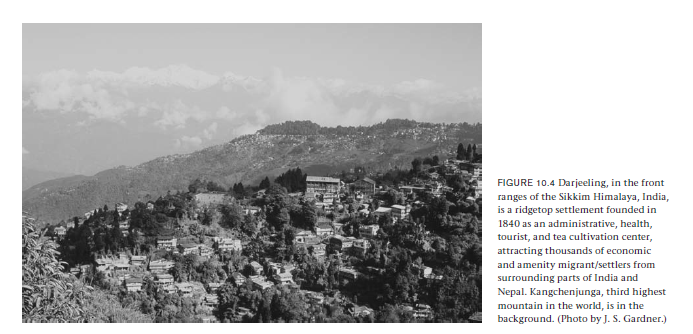 FIGURE 10.4 Darjeeling, in the front
ranges of the Sikkim Himalaya, India,
is a ridgetop settlement founded in
1840 as an administrative, health,
tourist, and tea cultivation center,
attracting thousands of economic
and amenity migrant/settlers from
surrounding parts of India and
Nepal. Kangchenjunga, third highest
mountain in the world, is in the
background. (Photo by J. S. Gardner.)